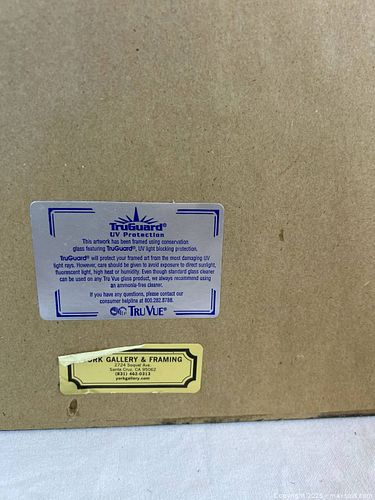 TruGuard®
UV Protection
This artwork has been framed using conservation
glass featuring TruGuard®, UV light blocking protection.
TruGuard® will protect your framed art from the most damaging UV
light rays. However, care should be given to avoid exposure to direct sunlight,
fluorescent light, high heat or humidity. Even though standard glass cleaner
can be used on any Tru Vue glass product, we always recommend using
an ammonia-free cleaner.
If you have any questions, please contact our
consumer helpline at 800.282.8788.
TRU VUE®
YORK GALLERY & FRAMING
2724 Soquel Ave.
Santa Cruz, CA 95062
(831) 462-0313
yorkgallery.com